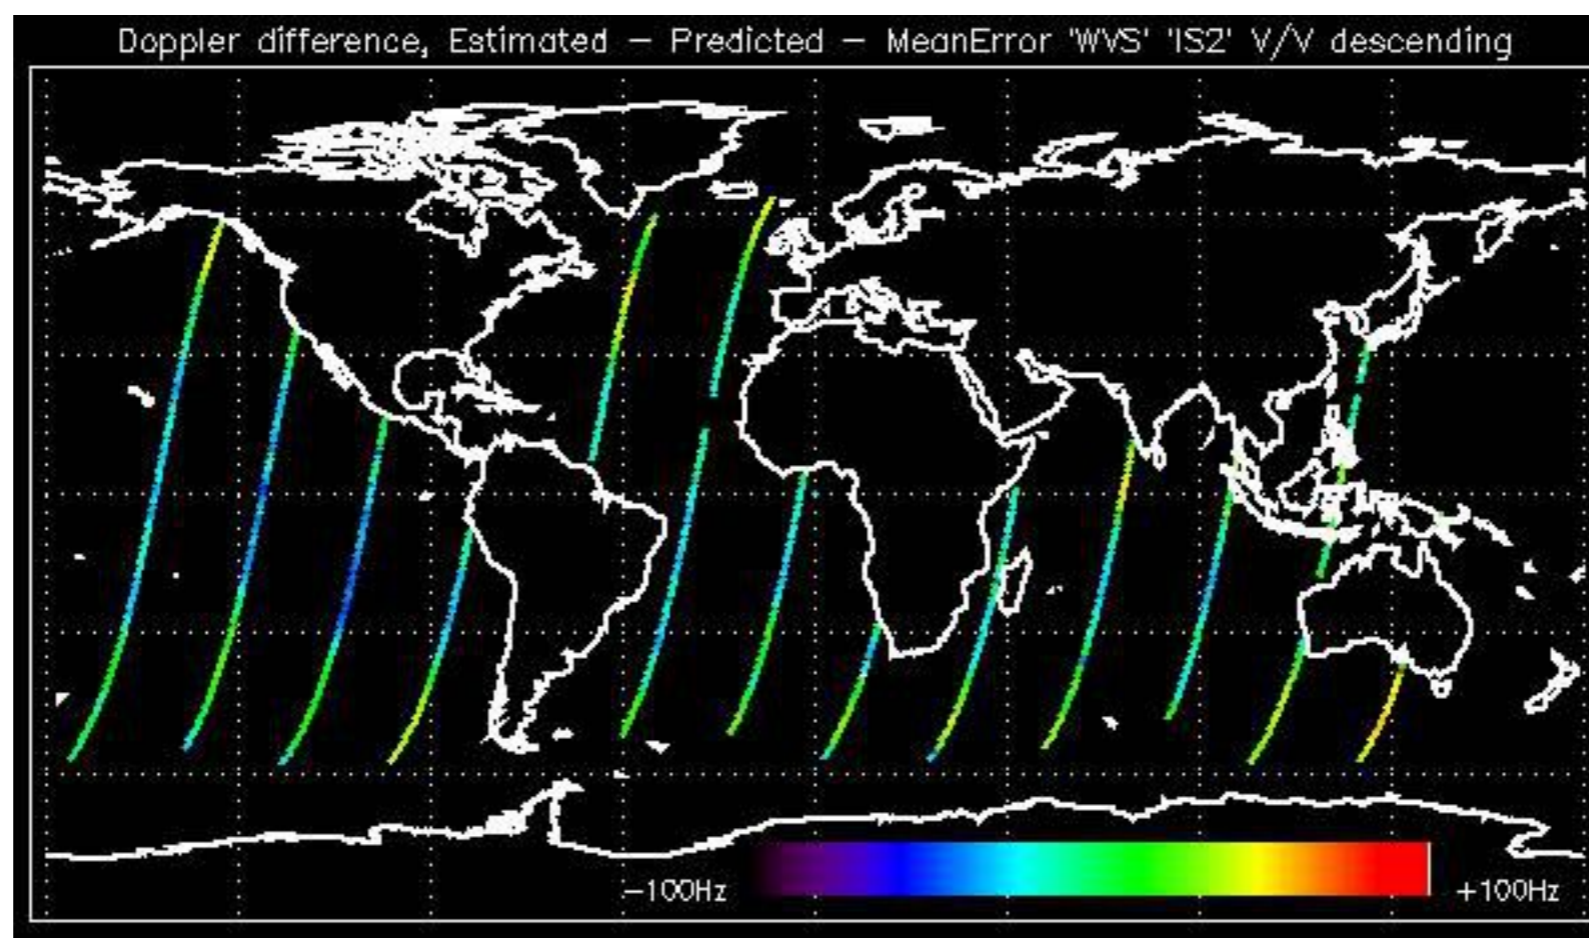 Doppler difference, Estimated – Predicted – MeanError 'WVS' 'IS2' V/V descending
–100Hz
+100Hz